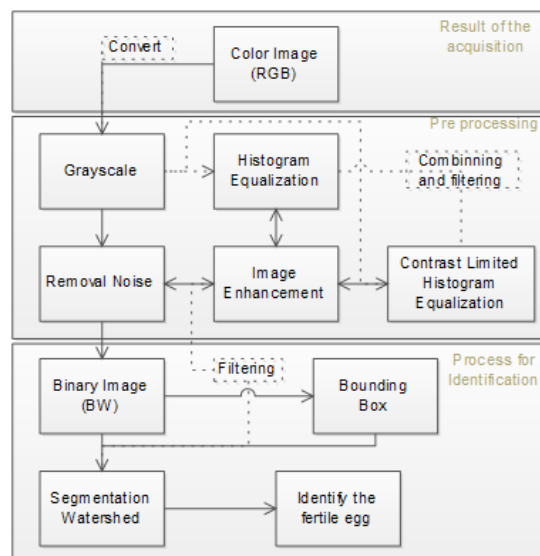 Result of the
acquisition
Convert
Color Image
(RGB)
Pre processing
Grayscale
Histogram
Equalization
Combinning
and filtering
Removal Noise
Image
Enhancement
Contrast Limited
Histogram
Equalization
Process for
Identification
Binary Image
(BW)
Filtering
Bounding
Box
Segmentation
Watershed
Identify the
fertile egg